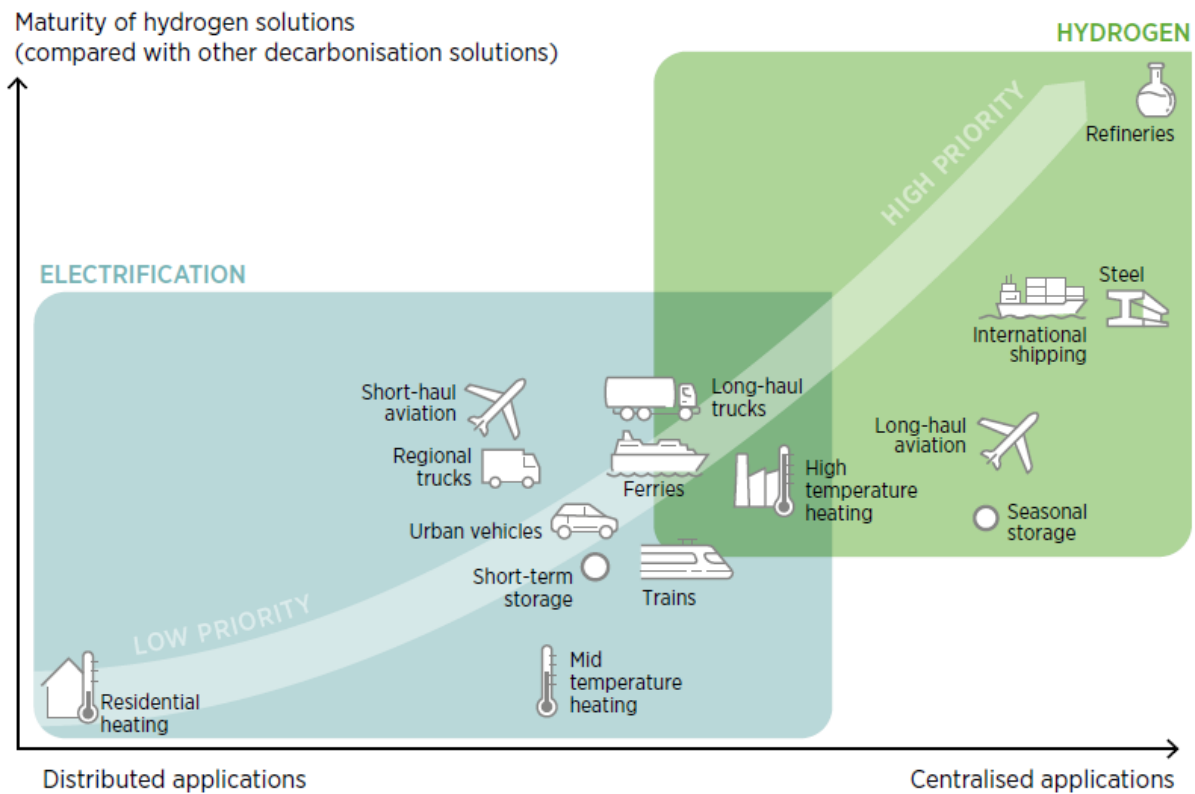 Maturity of hydrogen solutions
(compared with other decarbonisation solutions)
HYDROGEN
HIGH PRIORITY
Refineries
ELECTRIFICATION
Steel
International
shipping
Short-haul
aviation
Long-haul
trucks
Long-haul
aviation
Regional
trucks
Ferries
High
temperature
heating
Urban vehicles
Seasonal
storage
Short-term
storage
Trains
LOW PRIORITY
Mid
temperature
heating
Residential
heating
Distributed applications
Centralised applications